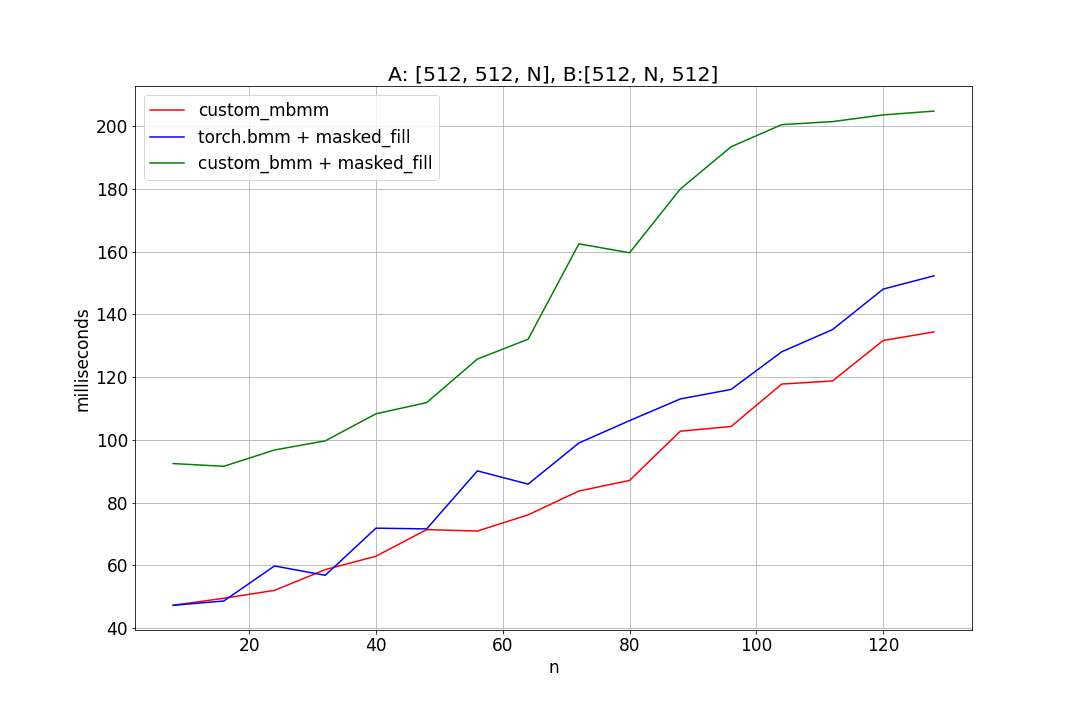 A: [512, 512, N], B:[512, N, 512]
custom_mbmm
torch.bmm + masked_fill
custom_bmm + masked_fill
200
180
160
140
120
100
80
60
40
milliseconds
20 40 60 80 100 120
n